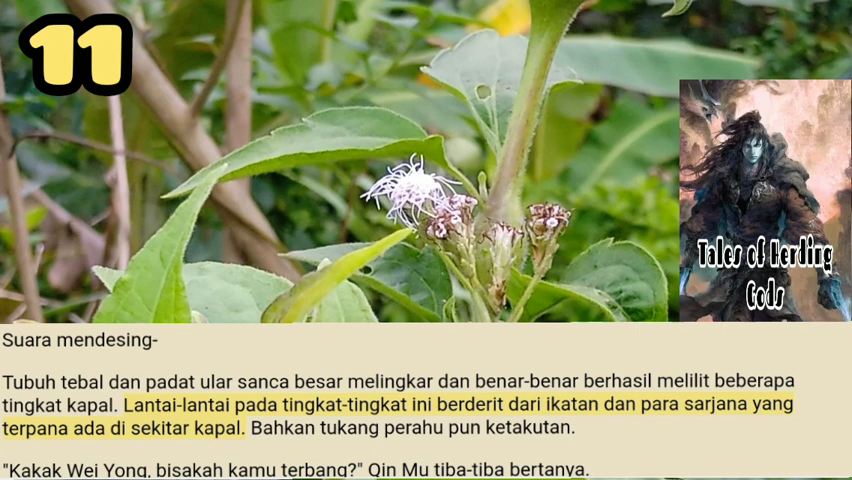 11
Tales of Herding
Gods
Suara mendesing-
Tubuh tebal dan padat ular sanca besar melingkar dan benar-benar berhasil melilit beberapa
tingkat kapal. Lantai-lantai pada tingkat-tingkat ini berderit dari ikatan dan para sarjana yang
terpana ada di sekitar kapal. Bahkan tukang perahu pun ketakutan.
"Kakak Wei Yong, bisakah kamu terbang?" Qin Mu tiba-tiba bertanya.